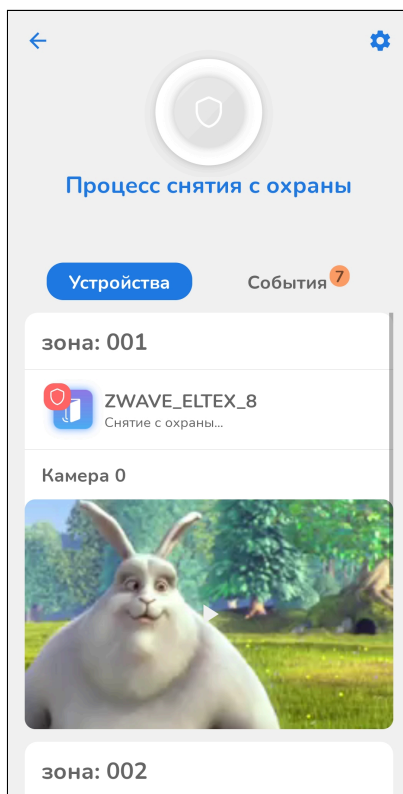 Процесс снятия с охраны
Устройства
События 7
зона: 001
ZWAVE_ELTEX_8
Снятие с охраны...
Камера 0
зона: 002